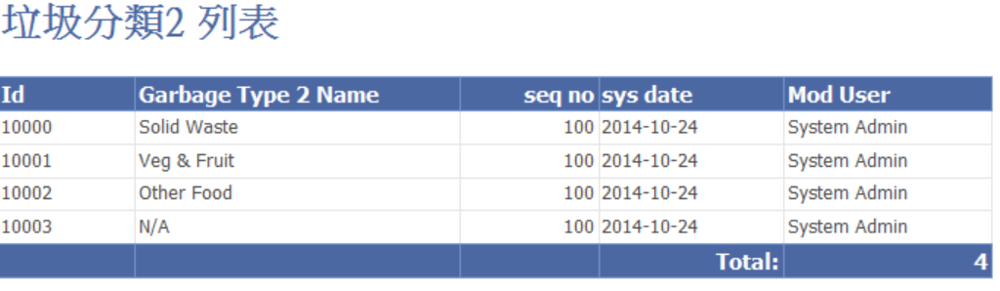 垃圾分類2 列表
Id Garbage Type 2 Name seq no sys date Mod User
10000 Solid Waste 100 2014-10-24 System Admin
10001 Veg & Fruit 100 2014-10-24 System Admin
10002 Other Food 100 2014-10-24 System Admin
10003 N/A 100 2014-10-24 System Admin
Total: 4